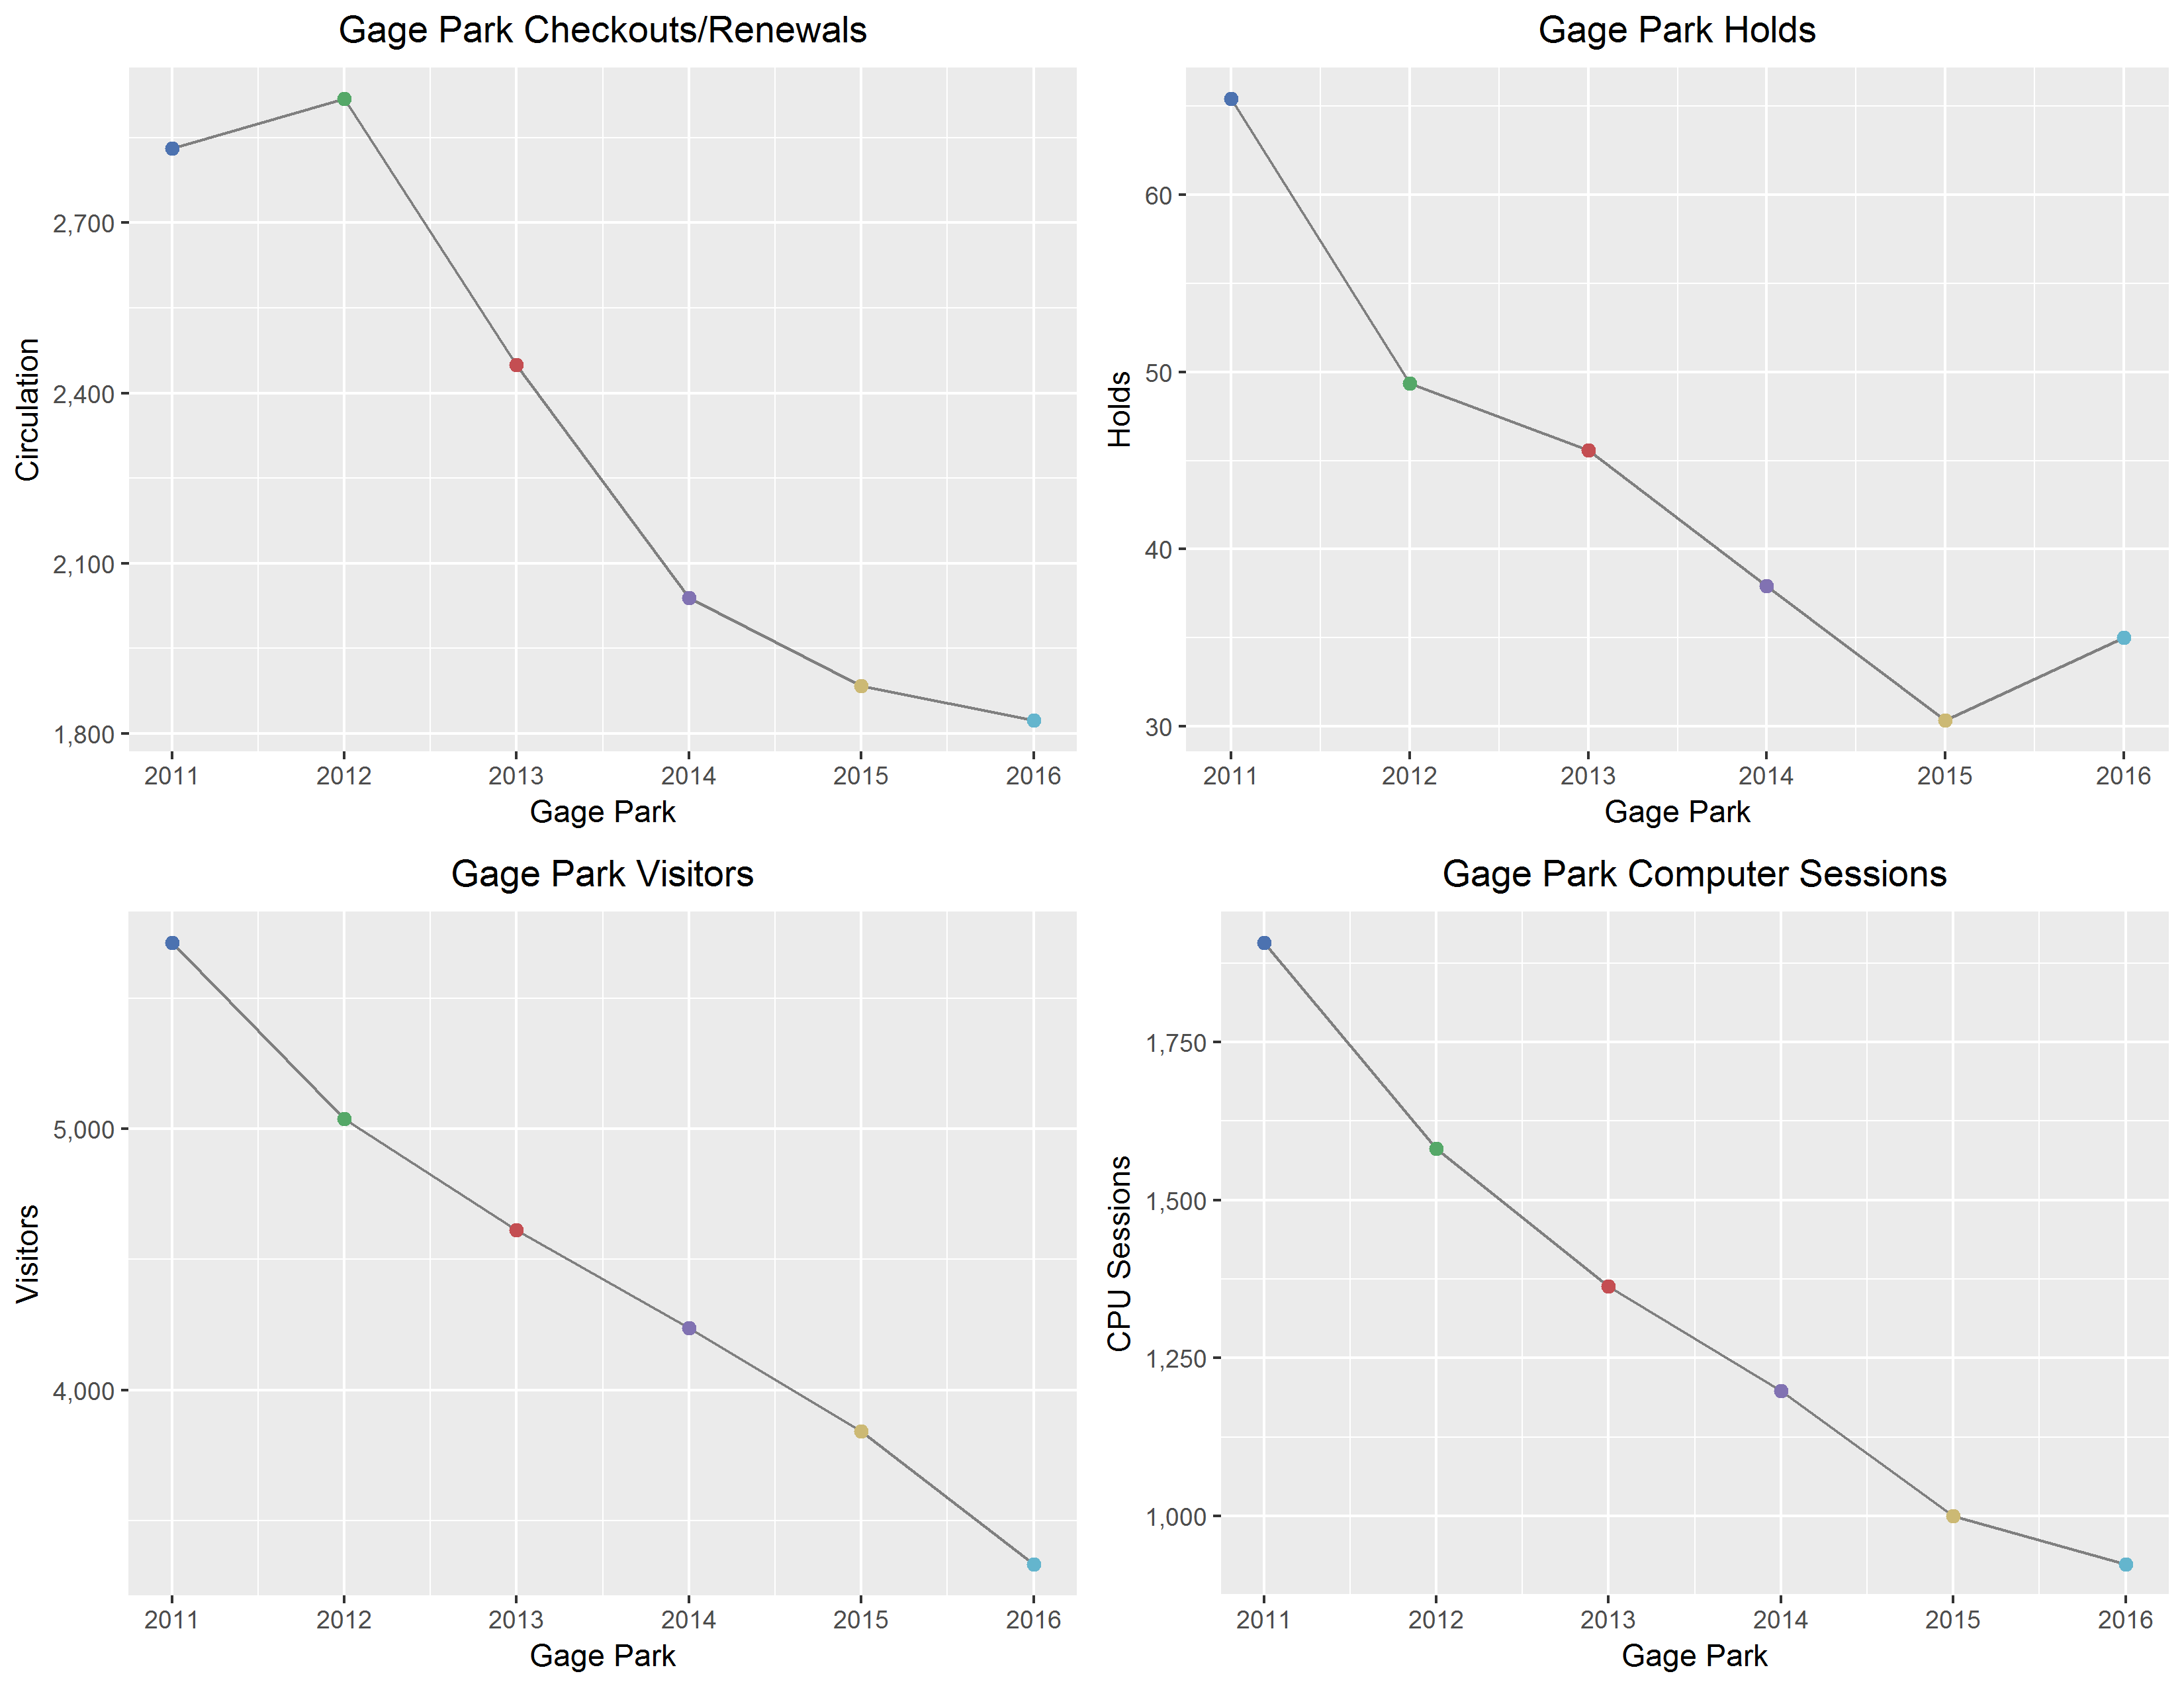 Gage Park Checkouts/Renewals
Circulation
2,700
2,400
2,100
1,800
2011 2012 2013 2014 2015 2016
Gage Park
Gage Park Holds
Holds
60
50
40
30
2011 2012 2013 2014 2015 2016
Gage Park
Gage Park Visitors
Visitors
5,000
4,000
2011 2012 2013 2014 2015 2016
Gage Park
Gage Park Computer Sessions
CPU Sessions
1,750
1,500
1,250
1,000
2011 2012 2013 2014 2015 2016
Gage Park